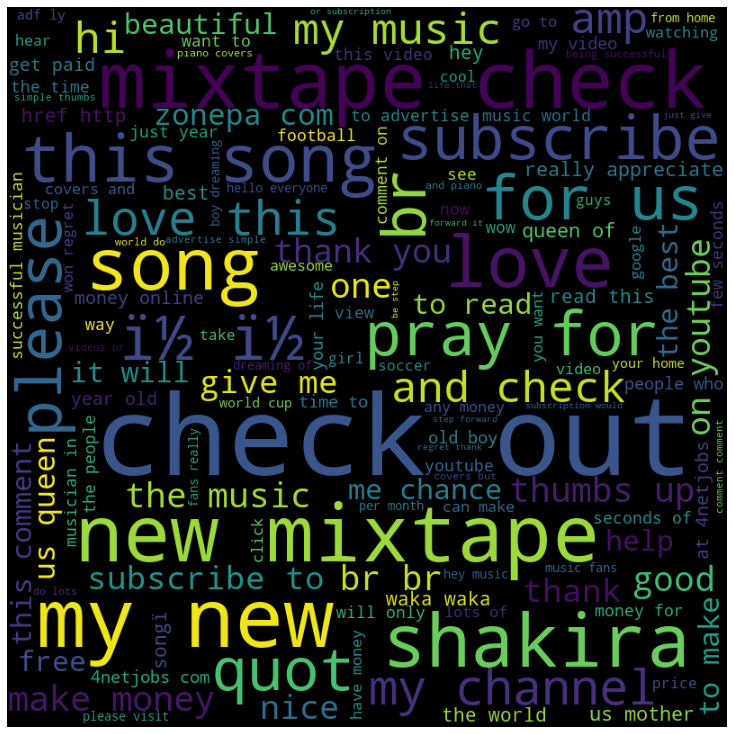 adf ly
or subscription
from home
hear
beautiful
my music
go to
amp
watching
hi
want to
piano covers
this video
hey
my video
being successful
get paid
the time
simple thumbs
mixtape check
cool
life that
href http
zonepa com
to advertise
music world
just give
just year
football
subscribe
this song
comment on
really appreciate
covers and
best
boy dreaming
hello everyone
see
and piano
for us
guys
stop
love this
br
now
forward it
wow
queen of
google
few seconds
won regret
world do
advertise simple
thank you
love
the best
successful musician
please
song
awesome
one
be step
to read
read this
you want
money online
your life
view
on youtube
way
ï½ ï½
take
girl
pray for
videos or
dreaming of
soccer
video
your home
it will
give me
and check
people who
year old
world cup
time to
any money
subscription would
check out
step forward
old boy
regret thank
youtube
covers but
comment comment
us queen
musician in
the people
fans really
the music
me chance
thumbs up
at 4netjobs
this comment
click
per month
can make
seconds of
new mixtape
help
hey music
music fans
do lots
subscribe to
br br
thank
good
waka waka
my new
songï
will only
lots of
money for
to make
free
shakira
4netjobs com
quot
have money
my channel
price
make money
nice
please visit
the world
us mother